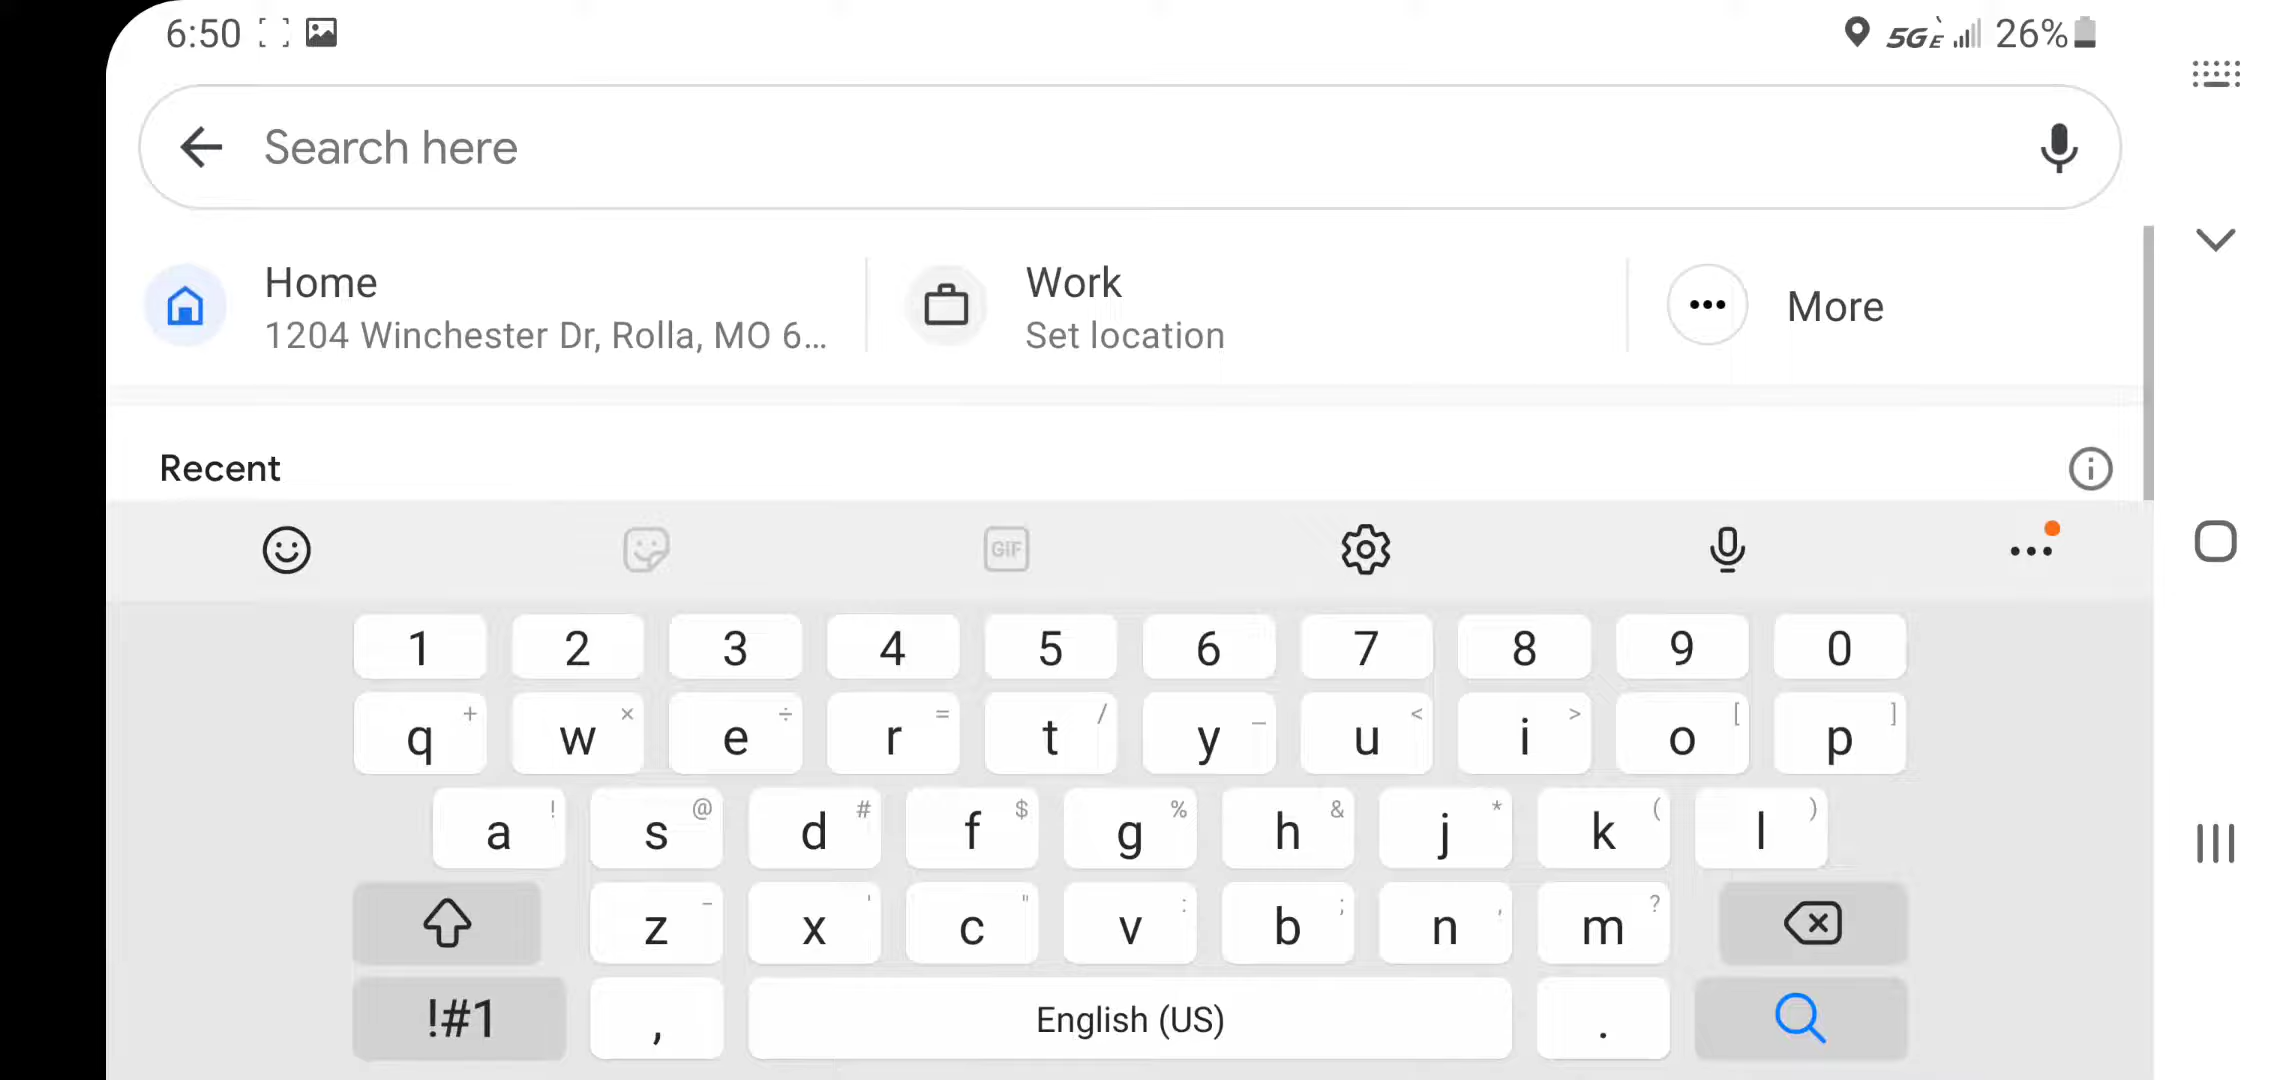 6:50 5GE 26%
Search here
Home
1204 Winchester Dr, Rolla, MO 6...
Work
Set location
More
Recent
GIF
1 2 3 4 5 6 7 8 9 0
q + w × e ÷ r = t / y _ u < i > o [ p ]
a ! s @ d # f $ g % h & j * k ( l )
z - x ' c " v : b ; n , m ?
!#1 , English (US) .